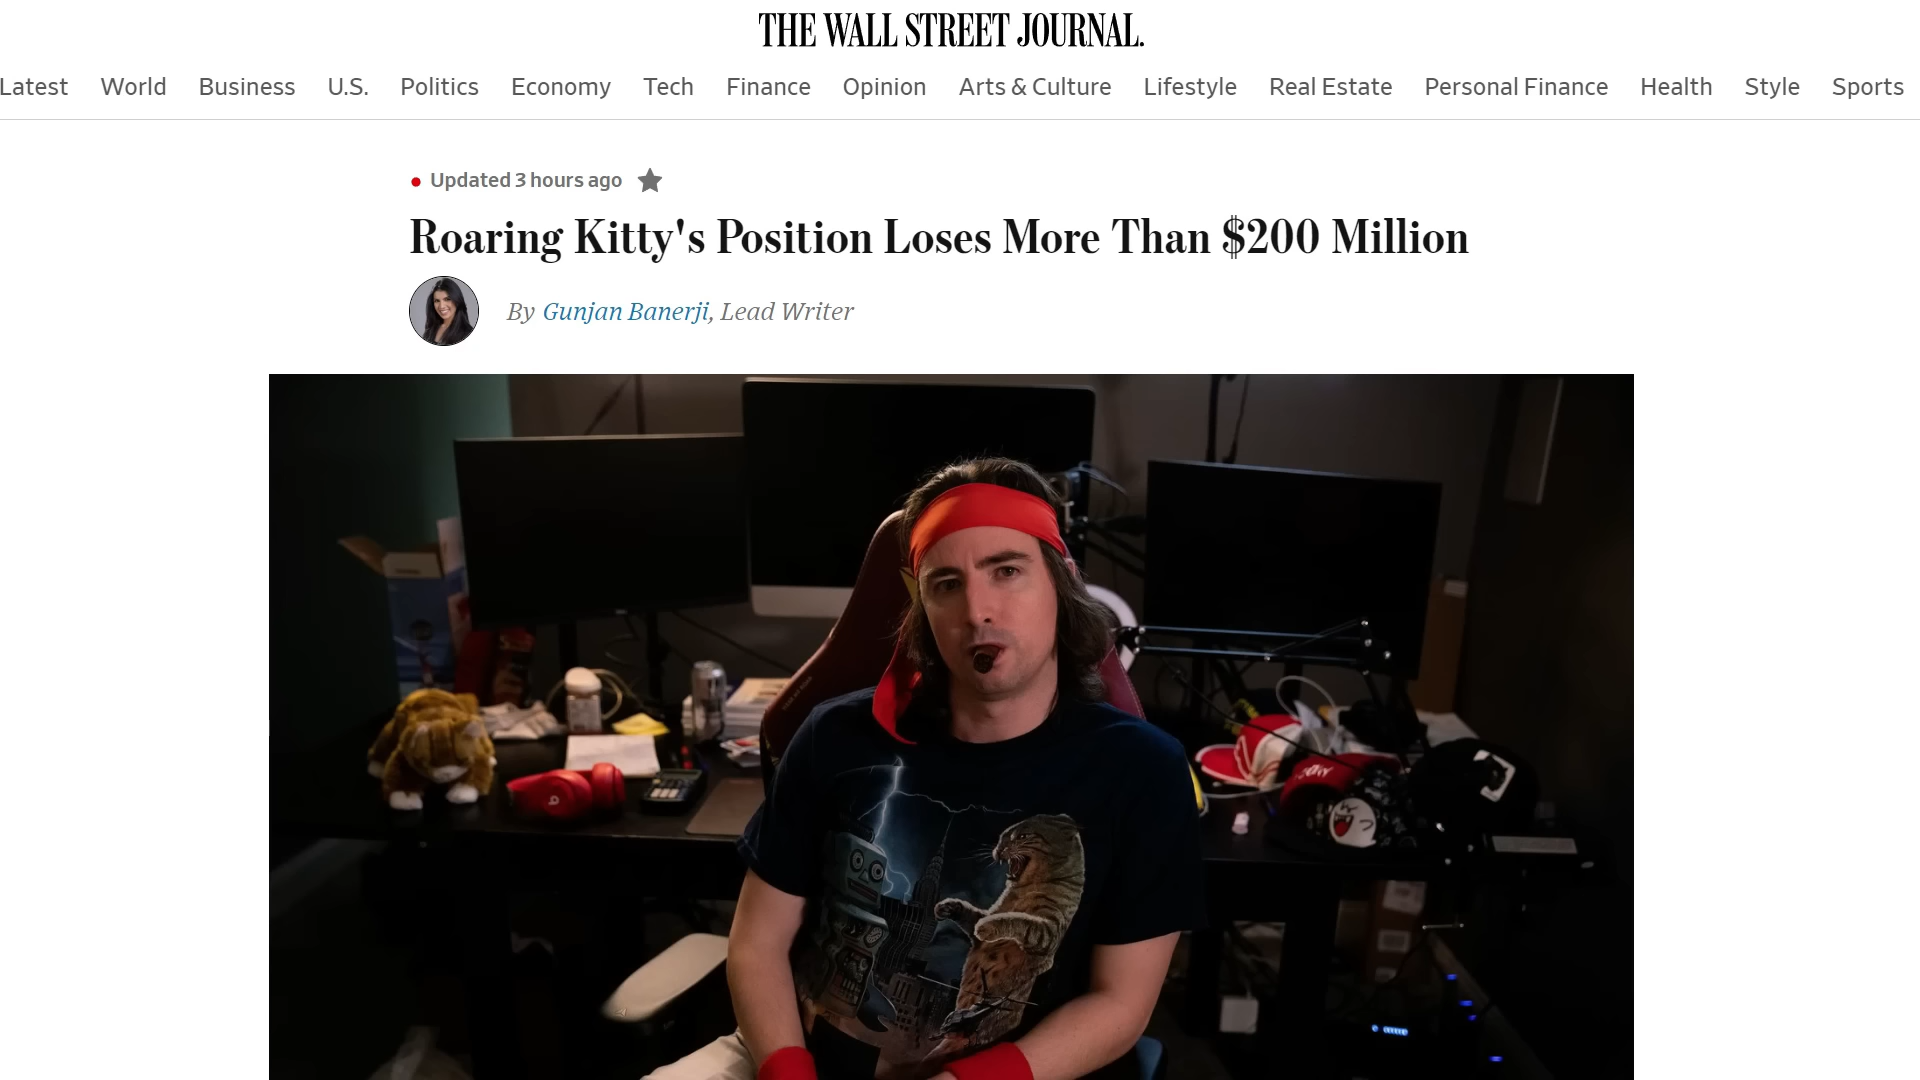 THE WALL STREET JOURNAL.
Latest World Business U.S. Politics Economy Tech Finance Opinion Arts & Culture Lifestyle Real Estate Personal Finance Health Style Sports
Updated 3 hours ago
Roaring Kitty's Position Loses More Than $200 Million
By Gunjan Banerji, Lead Writer